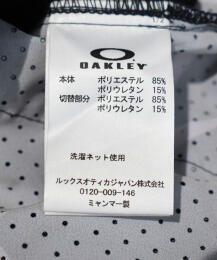 OAKLEY
本体 ポリエステル 85%
ポリウレタン 15%
切替部分 ポリエステル 85%
ポリウレタン 15%
洗濯ネット使用
ルックスオティカジャパン株式会社
0120-009-146
ミャンマー製